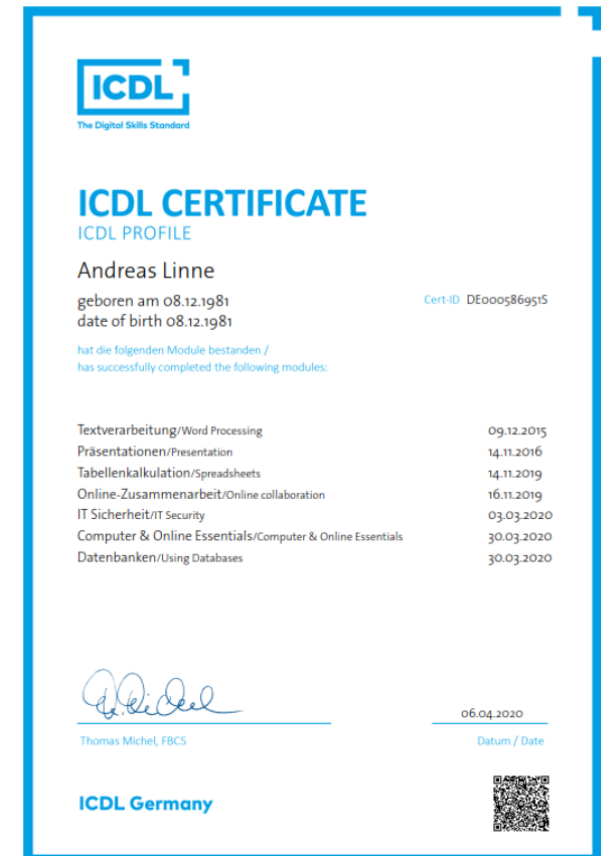 ICDL
The Digital Skills Standard
ICDL CERTIFICATE
ICDL PROFILE
Andreas Linne
geboren am 08.12.1981
date of birth 08.12.1981
Cert-ID DE000586951S
hat die folgenden Module bestanden /
has successfully completed the following modules:
Textverarbeitung/Word Processing 09.12.2015
Präsentationen/Presentation 14.11.2016
Tabellenkalkulation/Spreadsheets 14.11.2019
Online-Zusammenarbeit/Online collaboration 16.11.2019
IT Sicherheit/IT Security 03.03.2020
Computer & Online Essentials/Computer & Online Essentials 30.03.2020
Datenbanken/Using Databases 30.03.2020
06.04.2020
Thomas Michel, FBCS
Datum / Date
ICDL Germany